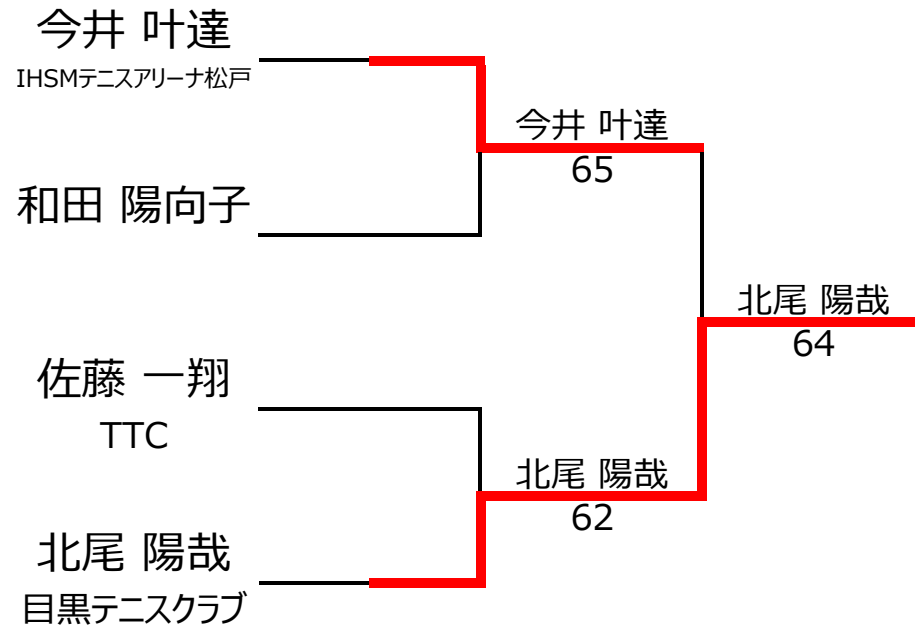 今井 叶達
IHSMテニスアリーナ松戸
今井 叶達
65
和田 陽向子
北尾 陽哉
64
佐藤 一翔
TTC
北尾 陽哉
62
北尾 陽哉
目黒テニスクラブ